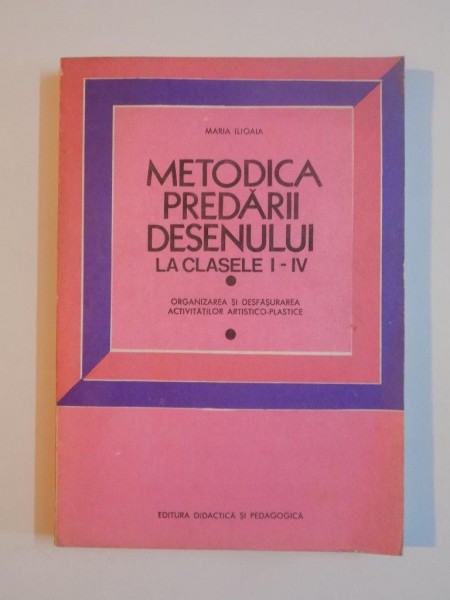 MARIA ILIOAIA
METODICA
PREDĂRII
DESENULUI
LA CLASELE I - IV
ORGANIZAREA ȘI DESFĂȘURAREA
ACTIVITĂȚILOR ARTISTICO-PLASTICE
EDITURA DIDACTICĂ ȘI PEDAGOGICĂ